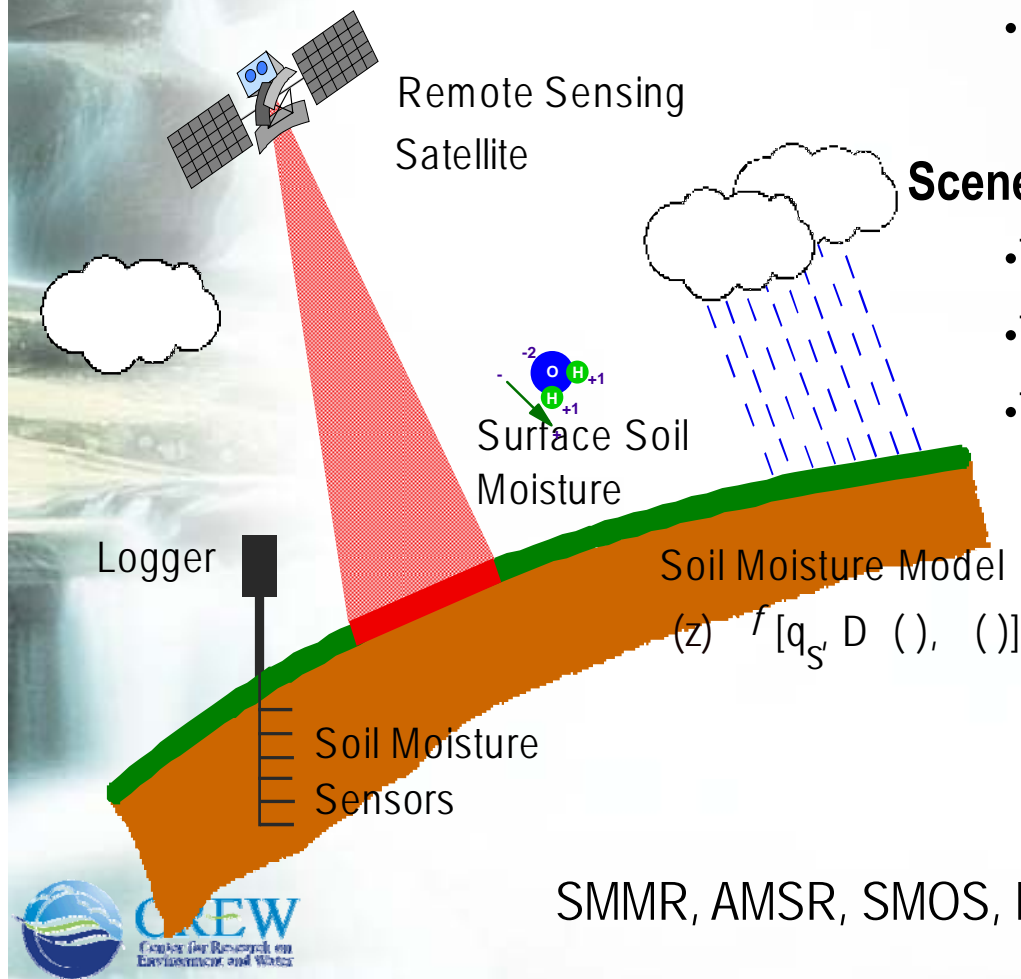 Remote Sensing
Satellite
Scene
-2
O
H
+1
-
H
+1
+
Surface Soil
Moisture
Logger
Soil Moisture Model
(z) f [qS, D ( ), ( )]
Soil Moisture
Sensors
CREW
Center for Research on
Environment and Water
SMMR, AMSR, SMOS,